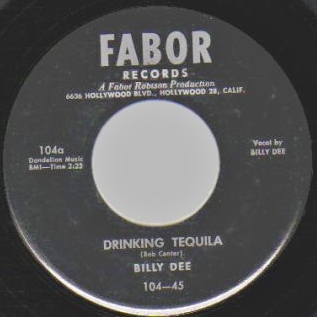 FABOR
RECORDS
A Fabor Robison Production
6636 HOLLYWOOD BLVD., HOLLYWOOD 28, CALIF.
104a
Dandelion Music
BMI—Time 2:23
Vocal by
BILLY DEE
DRINKING TEQUILA
(Bob Canter)
BILLY DEE
104—45